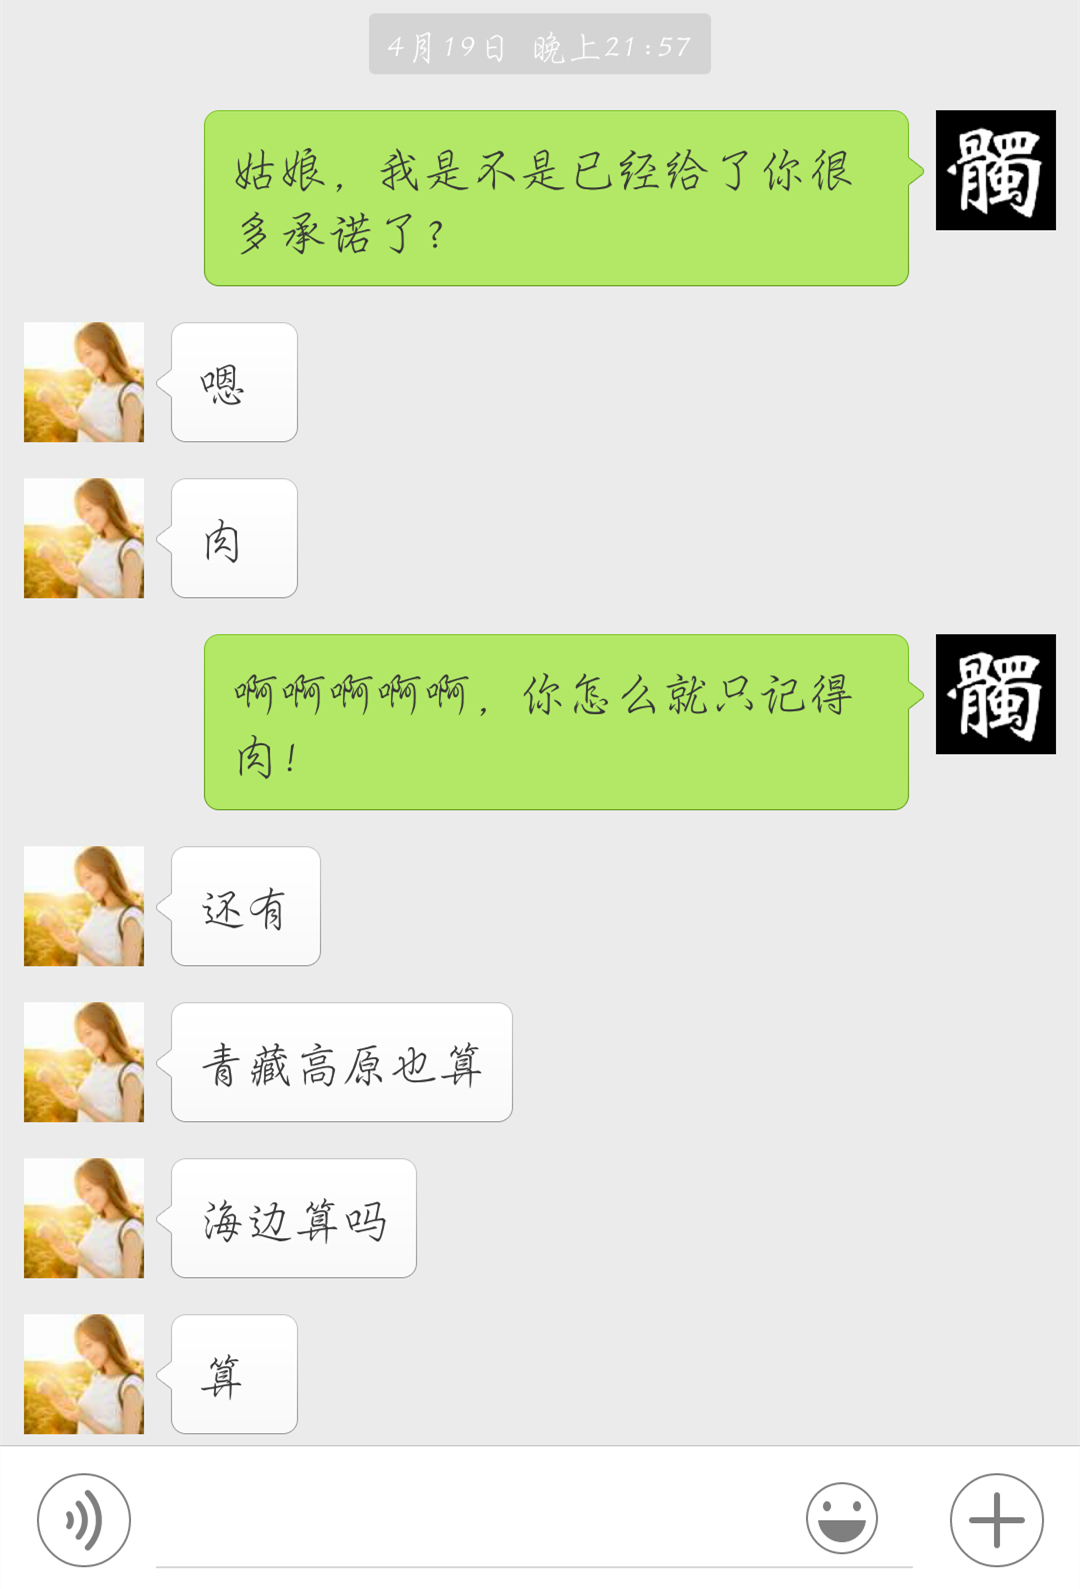 4月19日 晚上21:57
姑娘，我是不是已经给了你很
多承诺了？
髑
嗯
肉
啊啊啊啊啊，你怎么就只记得
肉！
髑
还有
青藏高原也算
海边算吗
算